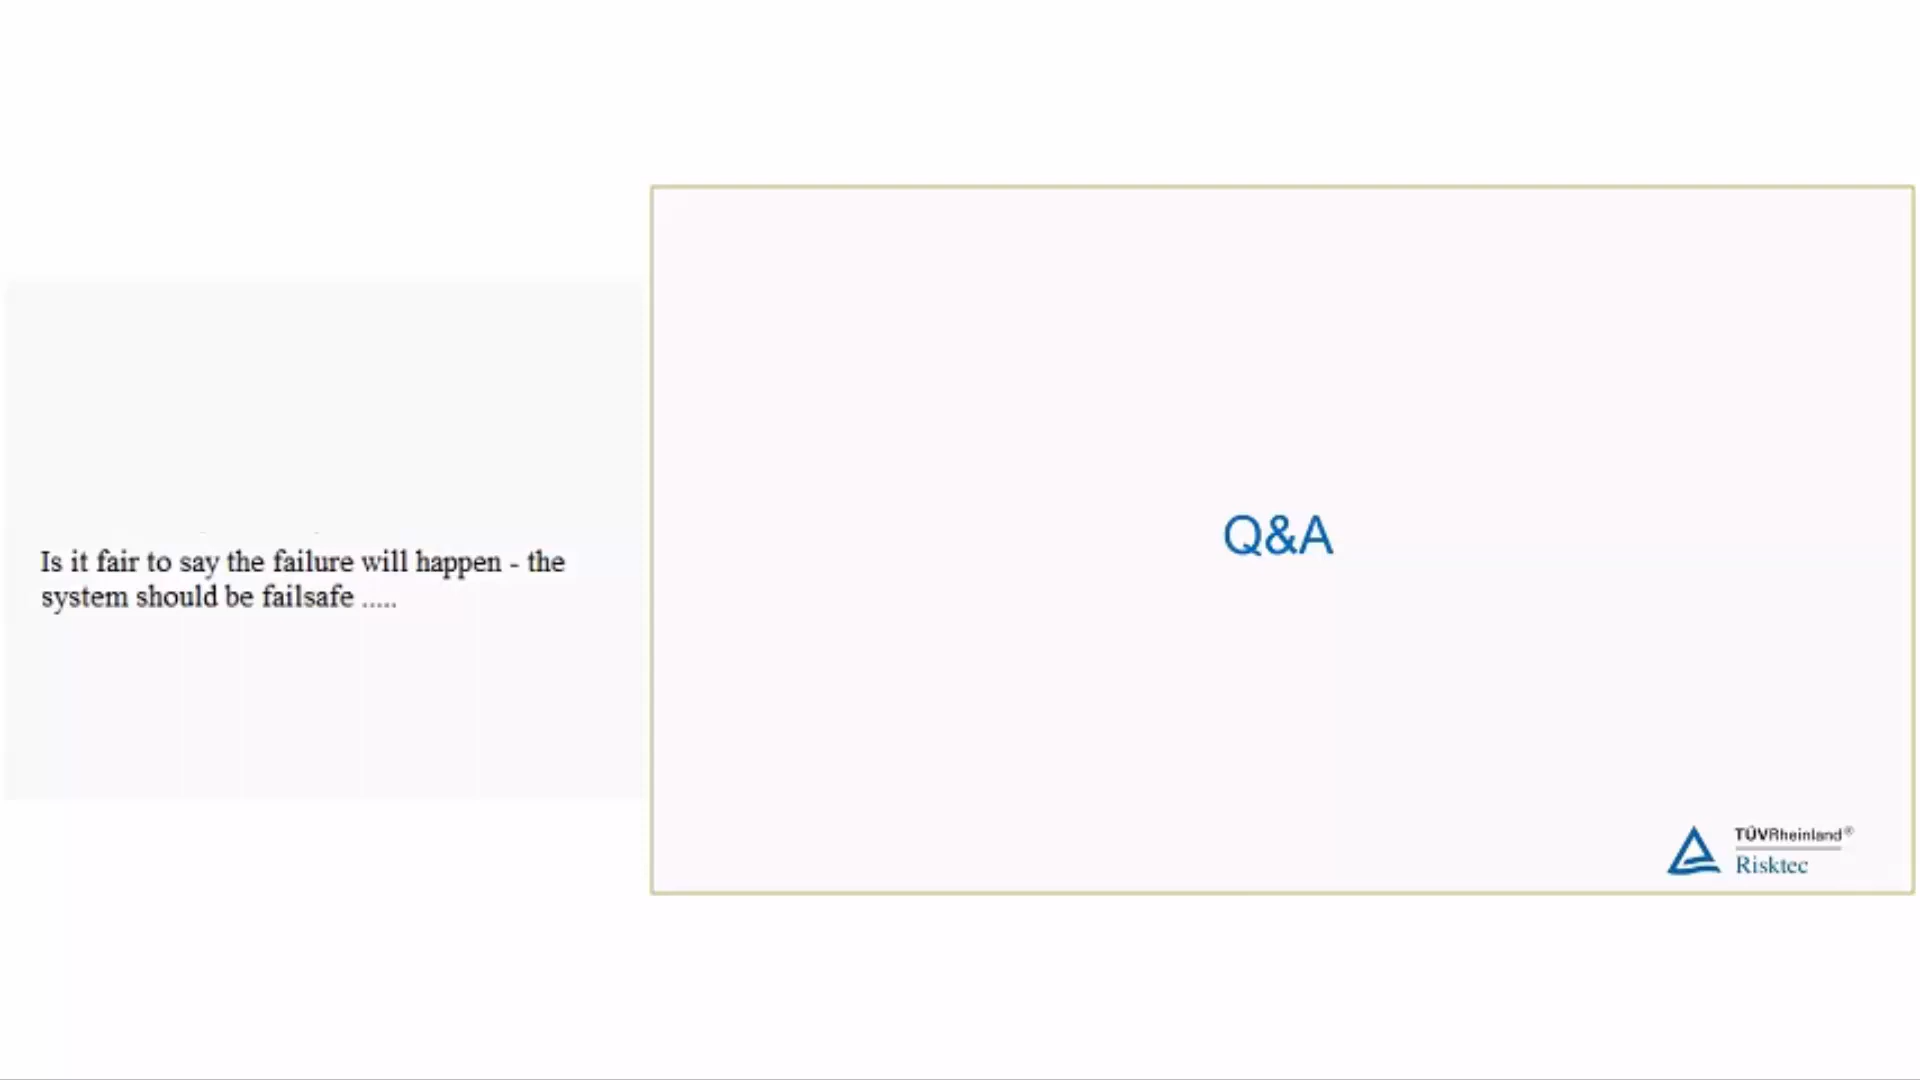 Is it fair to say the failure will happen - the
system should be failsafe .....
Q&A
TÜVRheinland®
Risktec